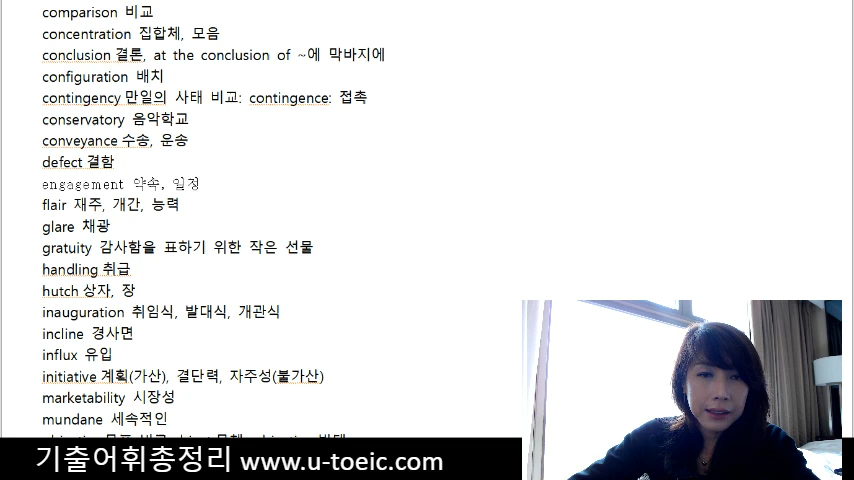 comparison 비교
concentration 집합체, 모음
conclusion 결론, at the conclusion of ~에 막바지에
configuration 배치
contingency 만일의 사태 비교: contingence: 접촉
conservatory 음악학교
conveyance 수송, 운송
defect 결함
engagement 약속, 일정
flair 재주, 개간, 능력
glare 채광
gratuity 감사함을 표하기 위한 작은 선물
handling 취급
hutch 상자, 장
inauguration 취임식, 발대식, 개관식
incline 경사면
influx 유입
initiative 계획(가산), 결단력, 자주성(불가산)
marketability 시장성
mundane 세속적인
기출어휘총정리 www.u-toeic.com